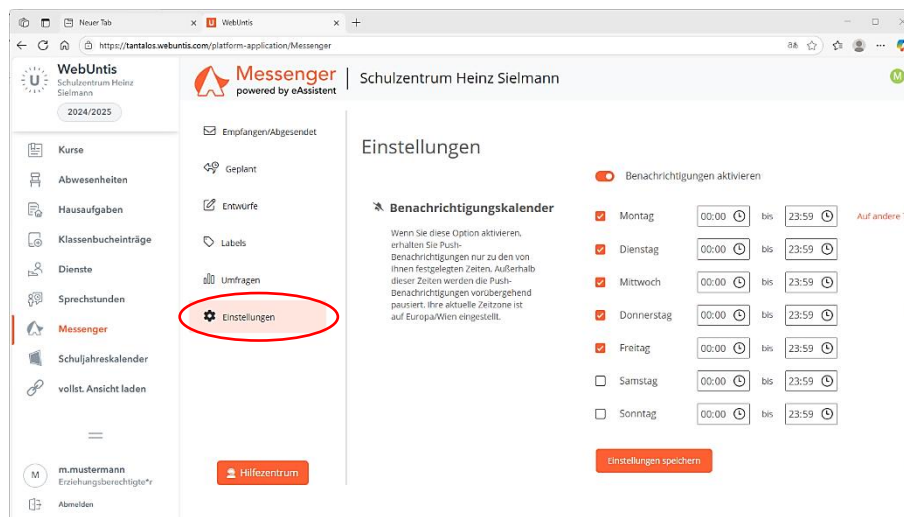 Neuer Tab
WebUntis
https://tantalos.webuntis.com/platform-application/Messenger
WebUntis
Schulzentrum Heinz
Sielmann
2024/2025
Kurse
Abwesenheiten
Hausaufgaben
Klassenbucheinträge
Dienste
Sprechstunden
Messenger
Schuljahreskalender
vollst. Ansicht laden
M
m.mustermann
Erziehungsberechtigte*r
Abmelden
Messenger
powered by eAssistent
Schulzentrum Heinz Sielmann
M
Empfangen/Abgesendet
Geplant
Entwürfe
Labels
Umfragen
Einstellungen
Hilfezentrum
Einstellungen
Benachrichtigungskalender
Wenn Sie diese Option aktivieren,
erhalten Sie Push-
Benachrichtigungen nur zu den von
Ihnen festgelegten Zeiten. Außerhalb
dieser Zeiten werden die Push-
Benachrichtigungen vorübergehend
pausiert. Ihre aktuelle Zeitzone ist
auf Europa/Wien eingestellt.
Benachrichtigungen aktivieren
Montag 00:00 bis 23:59 Auf andere
Dienstag 00:00 bis 23:59
Mittwoch 00:00 bis 23:59
Donnerstag 00:00 bis 23:59
Freitag 00:00 bis 23:59
Samstag 00:00 bis 23:59
Sonntag 00:00 bis 23:59
Einstellungen speichern